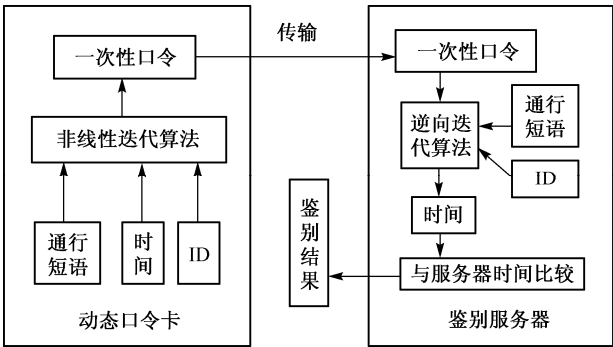 一次性口令
非线性迭代算法
通行
短语
时
间
ID
动态口令卡
传输
鉴
别
结
果
一次性口令
逆向迭
代算法
通行
短语
ID
时间
与服务器时间比较
鉴别服务器